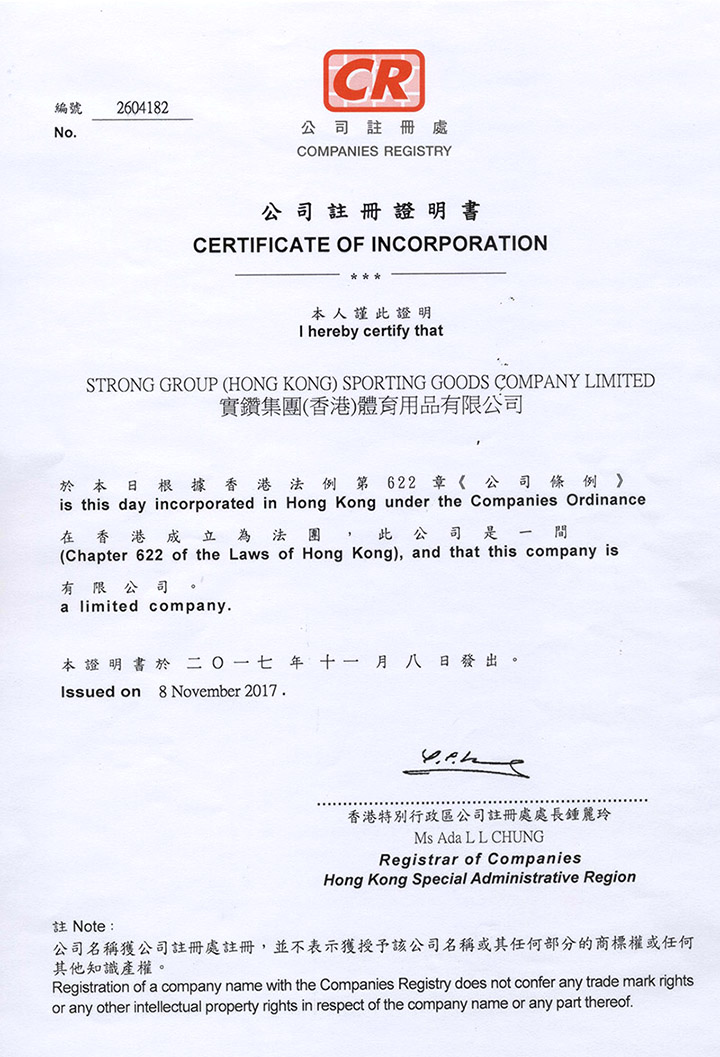 CR
編號 2604182
No.
公司註冊處
COMPANIES REGISTRY
公司註冊證明書
CERTIFICATE OF INCORPORATION
***
本人謹此證明
I hereby certify that
STRONG GROUP (HONG KONG) SPORTING GOODS COMPANY LIMITED
實鑽集團(香港)體育用品有限公司
於本日根據香港法例第622章《公司條例》
is this day incorporated in Hong Kong under the Companies Ordinance
在香港成立為法團，此公司是一間
(Chapter 622 of the Laws of Hong Kong), and that this company is
有限公司。
a limited company.
本證明書於二〇一七年十一月八日發出。
Issued on 8 November 2017.
香港特別行政區公司註冊處處長鍾麗玲
Ms Ada L L CHUNG
Registrar of Companies
Hong Kong Special Administrative Region
註 Note :
公司名稱獲公司註冊處註冊，並不表示獲授予該公司名稱或其任何部分的商標權或任何
其他知識產權。
Registration of a company name with the Companies Registry does not confer any trade mark rights
or any other intellectual property rights in respect of the company name or any part thereof.